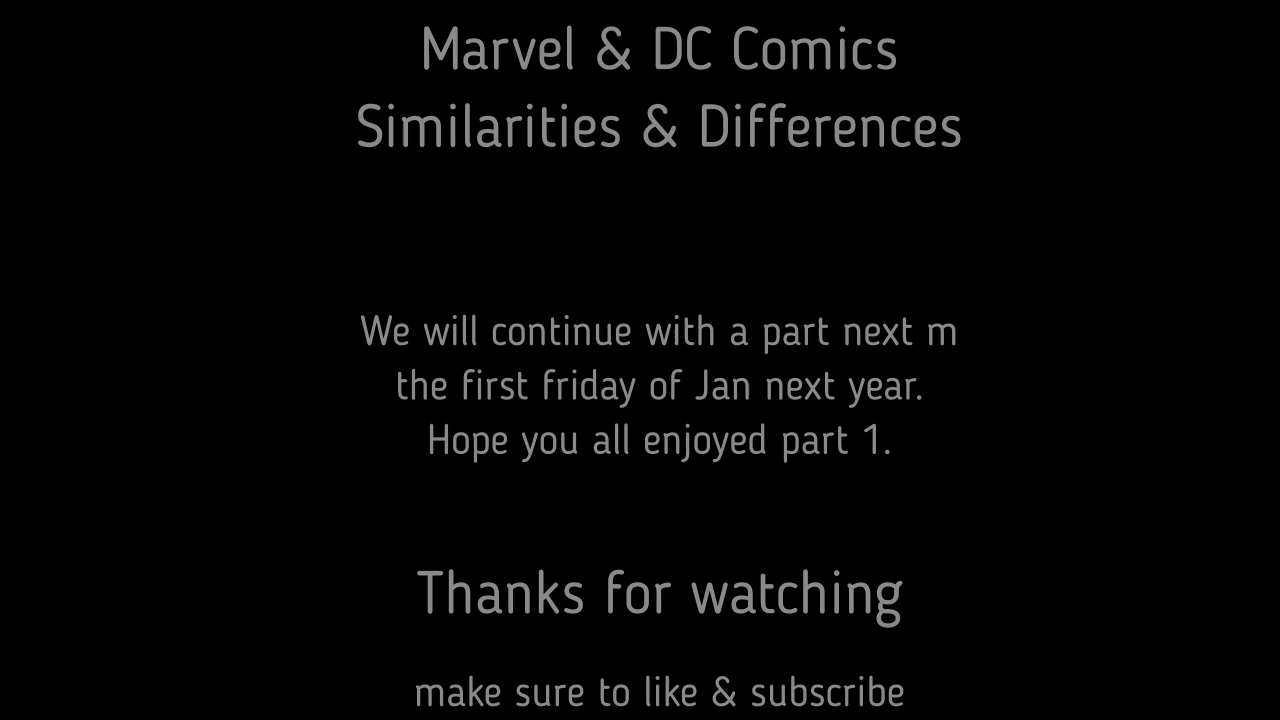 Marvel & DC Comics
Similarities & Differences
We will continue with a part next m
the first friday of Jan next year.
Hope you all enjoyed part 1.
Thanks for watching
make sure to like & subscribe